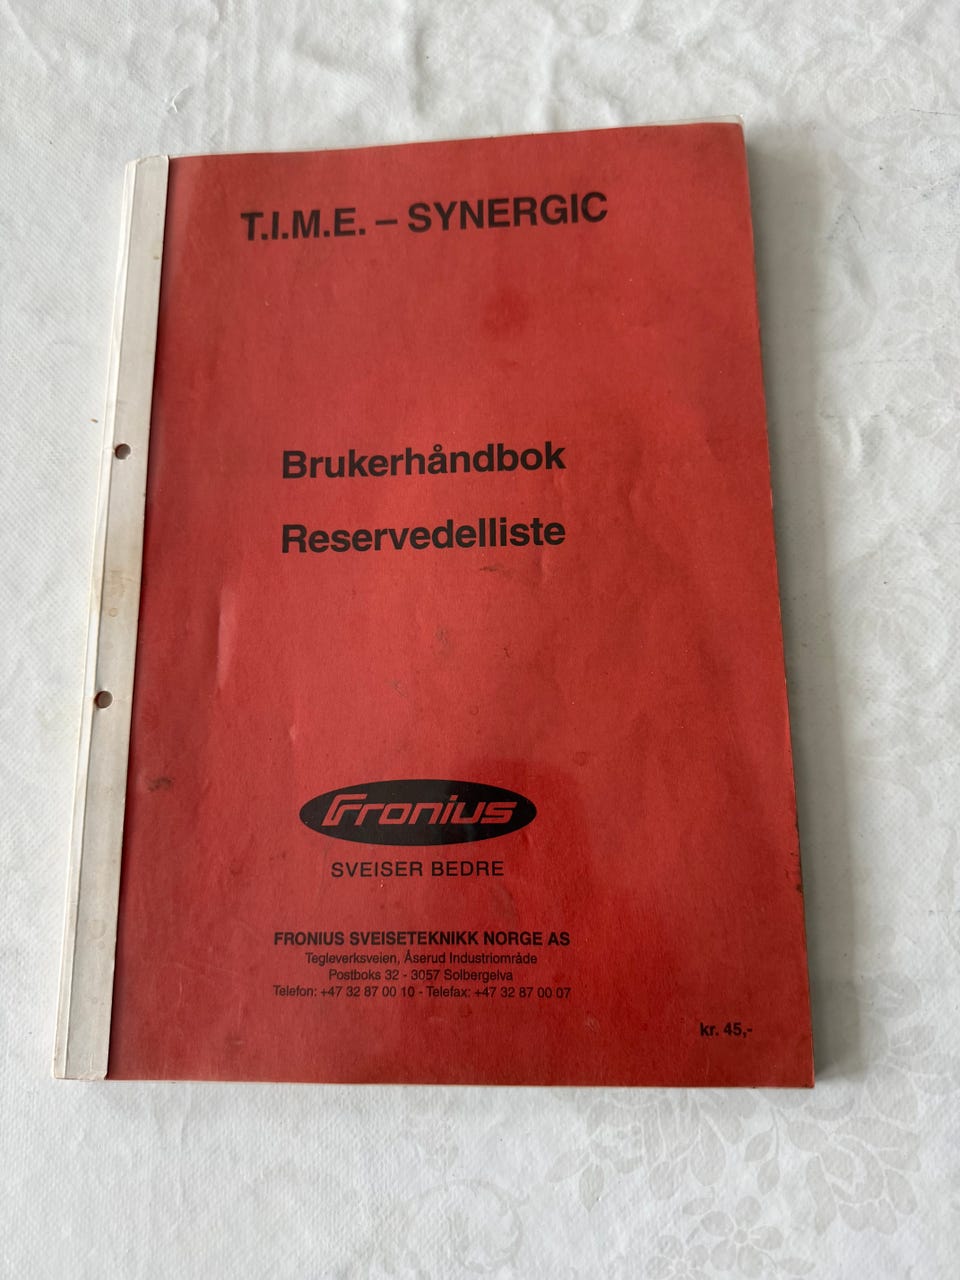 T.I.M.E. – SYNERGIC
Brukerhåndbok
Reservedelliste
Fronius
SVEISER BEDRE
FRONIUS SVEISETEKNIKK NORGE AS
Tegleverksveien, Åserud Industriområde
Postboks 32 - 3057 Solbergelva
Telefon: +47 32 87 00 10 - Telefax: +47 32 87 00 07
kr. 45,-